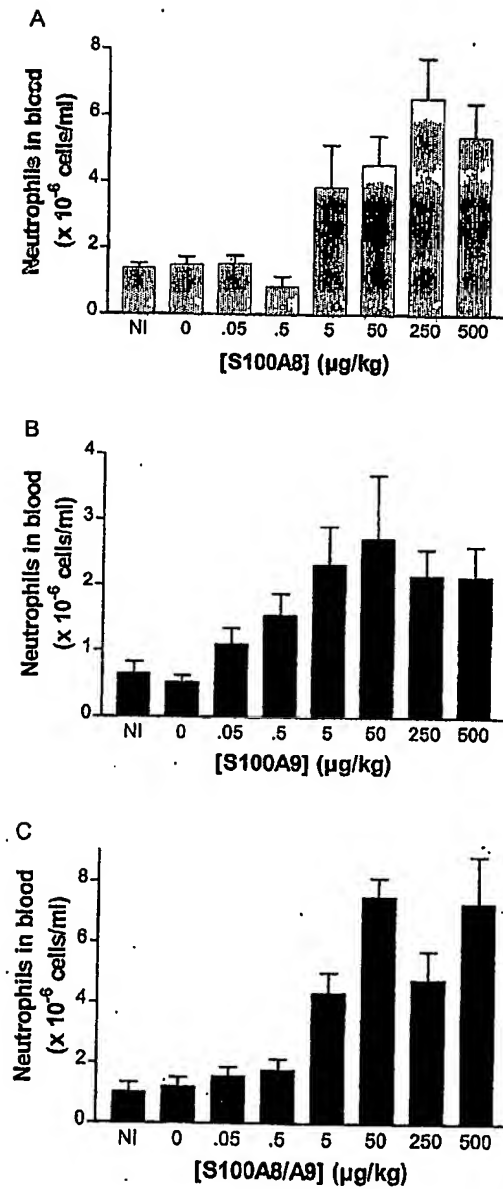 A
Neutrophils in blood
(x 10⁻⁶ cells/ml)
8
6
4
2
0
NI 0 .05 .5 5 50 250 500
[S100A8] (µg/kg)
B
Neutrophils in blood
(x 10⁻⁶ cells/ml)
4
3
2
1
0
NI 0 .05 .5 5 50 250 500
[S100A9] (µg/kg)
C
Neutrophils in blood
(x 10⁻⁶ cells/ml)
8
6
4
2
0
NI 0 .05 .5 5 50 250 500
[S100A8/A9] (µg/kg)